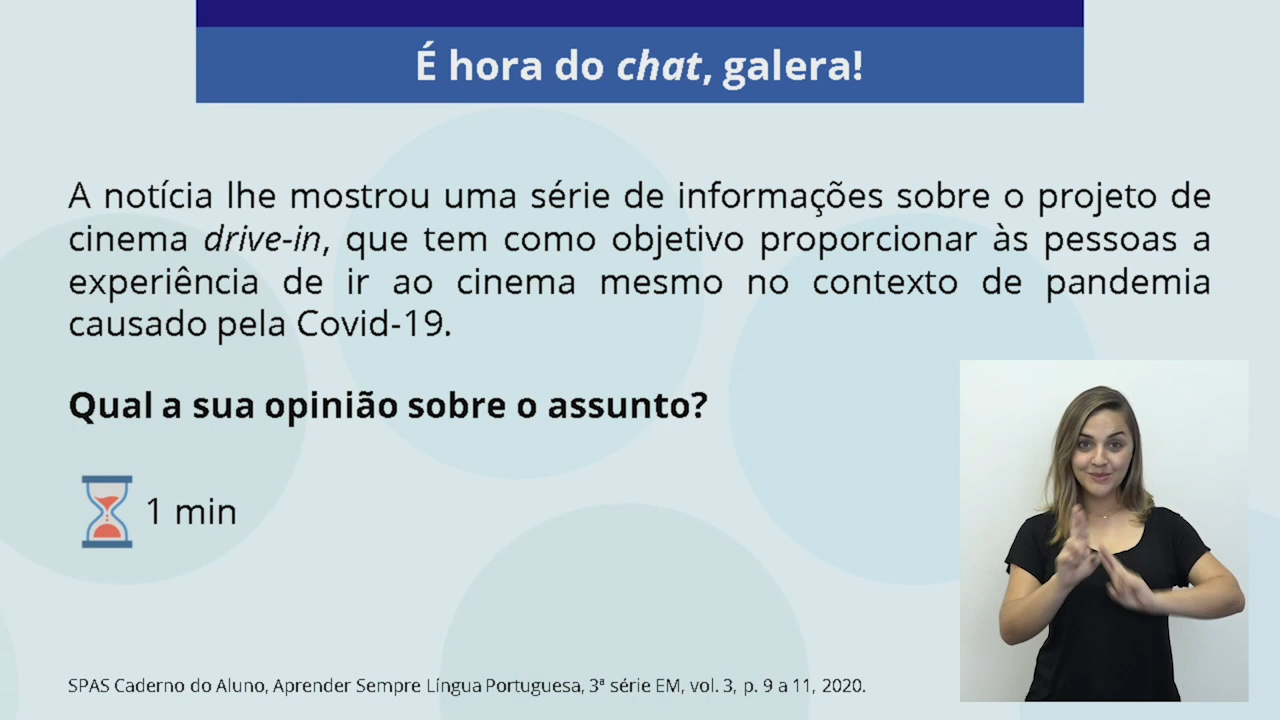 É hora do chat, galera!
A notícia lhe mostrou uma série de informações sobre o projeto de
cinema drive-in, que tem como objetivo proporcionar às pessoas a
experiência de ir ao cinema mesmo no contexto de pandemia
causado pela Covid-19.
Qual a sua opinião sobre o assunto?
1 min
SPAS Caderno do Aluno, Aprender Sempre Língua Portuguesa, 3ª série EM, vol. 3, p. 9 a 11, 2020.